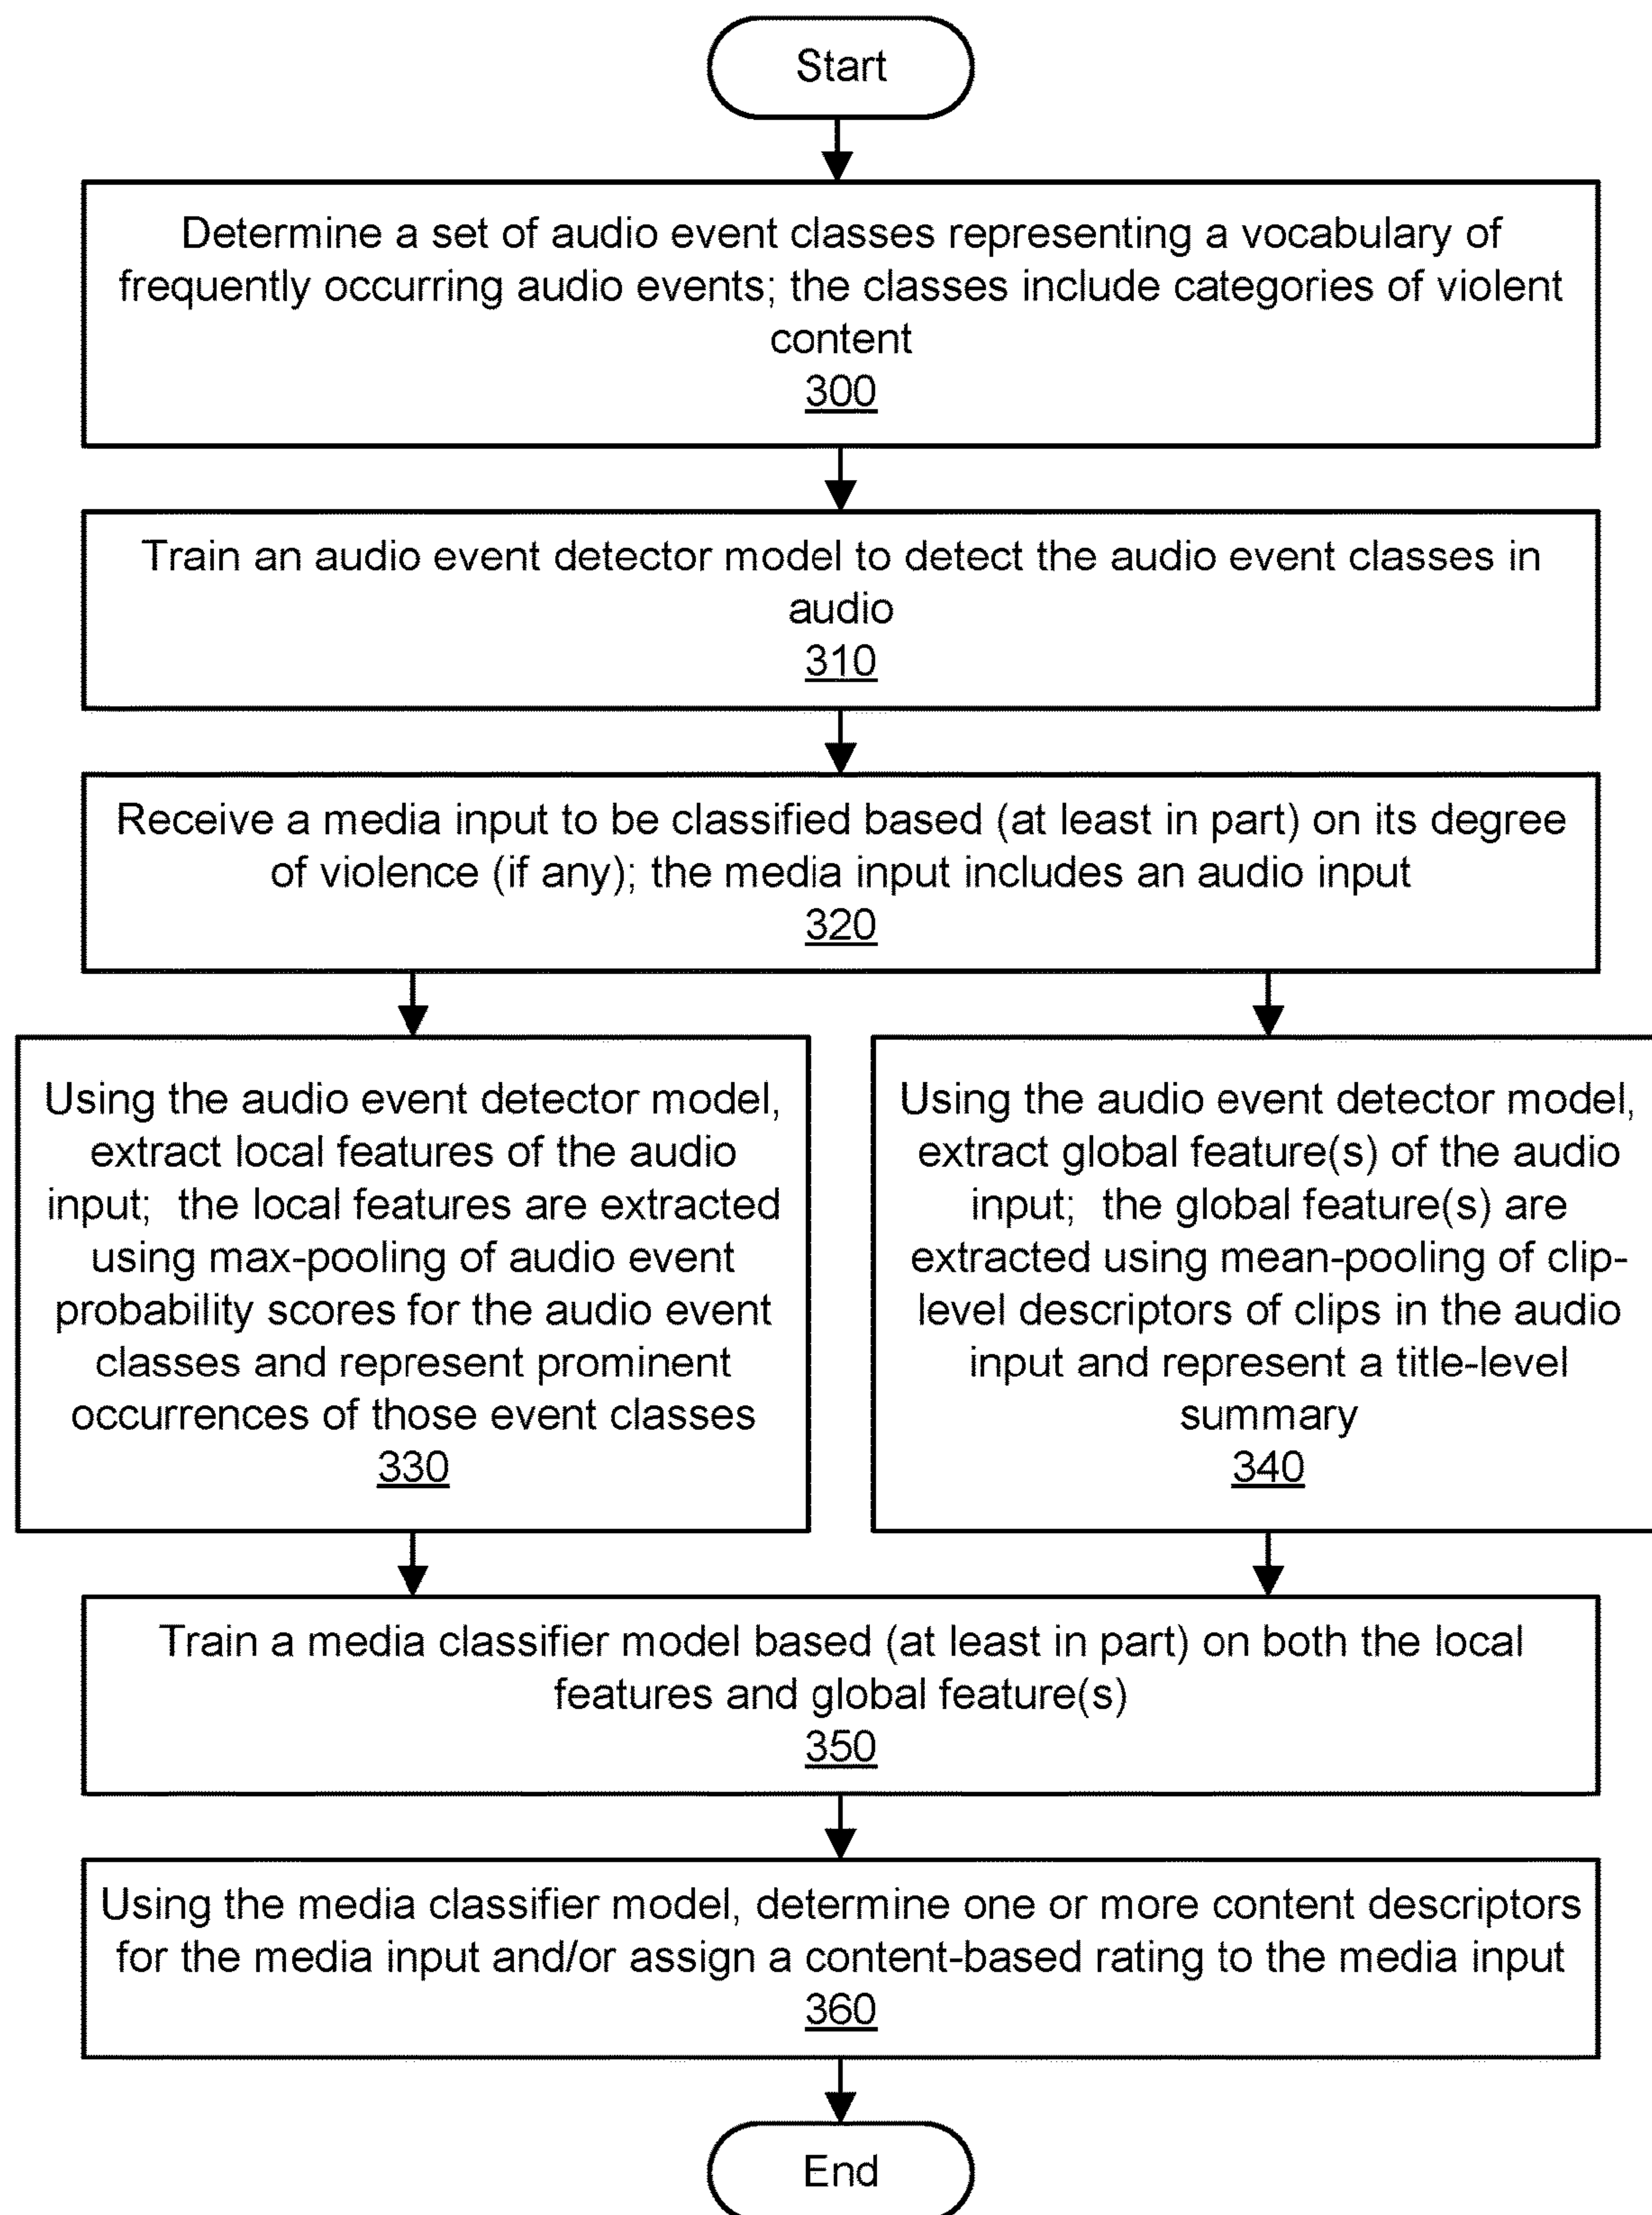 Start
Determine a set of audio event classes representing a vocabulary of
frequently occurring audio events; the classes include categories of violent
content
300
Train an audio event detector model to detect the audio event classes in
audio
310
Receive a media input to be classified based (at least in part) on its degree
of violence (if any); the media input includes an audio input
320
Using the audio event detector model,
extract local features of the audio
input; the local features are extracted
using max-pooling of audio event
probability scores for the audio event
classes and represent prominent
occurrences of those event classes
330
Using the audio event detector model,
extract global feature(s) of the audio
input; the global feature(s) are
extracted using mean-pooling of clip-
level descriptors of clips in the audio
input and represent a title-level
summary
340
Train a media classifier model based (at least in part) on both the local
features and global feature(s)
350
Using the media classifier model, determine one or more content descriptors
for the media input and/or assign a content-based rating to the media input
360
End